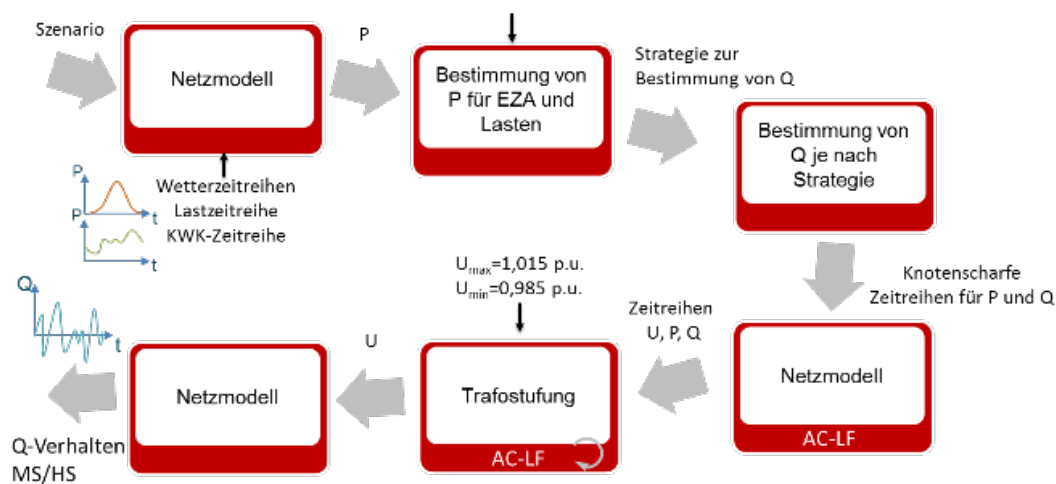 Szenario
Netzmodell
P
Bestimmung von
P für EZA und
Lasten
Strategie zur
Bestimmung von Q
Bestimmung von
Q je nach
Strategie
P
t
P
t
Wetterzeitreihen
Lastzeitreihe
KWK-Zeitreihe
Knotenscharfe
Zeitreihen für P und Q
Netzmodell
AC-LF
Zeitreihen
U, P, Q
Umax=1,015 p.u.
Umin=0,985 p.u.
Trafostufung
AC-LF
U
Netzmodell
Q
t
Q-Verhalten
MS/HS